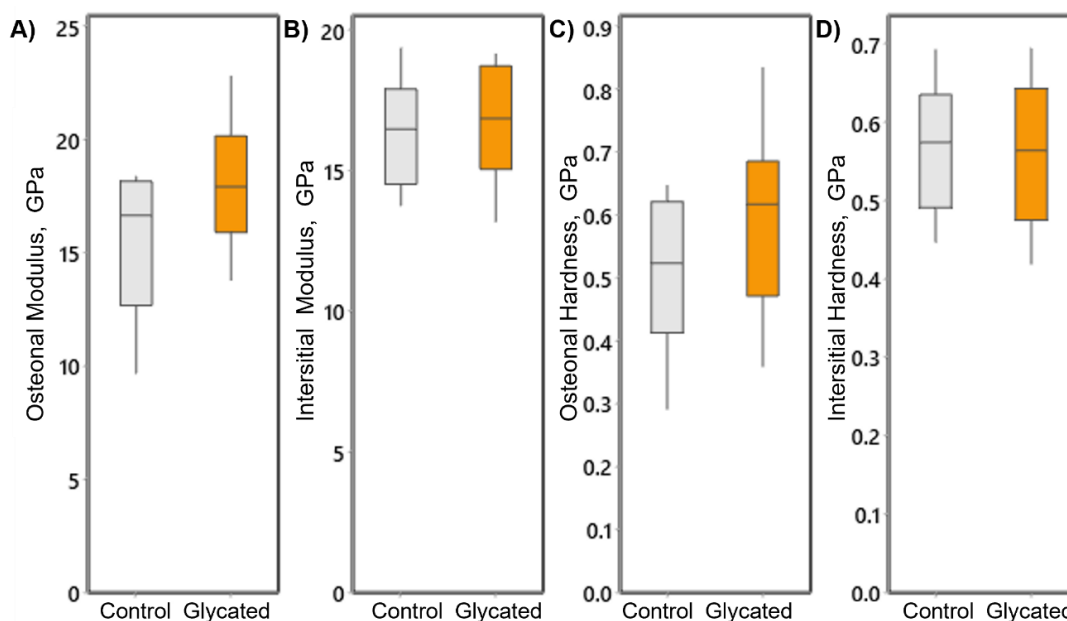 A)
Osteonal Modulus, GPa
25
20
15
10
5
0
Control Glycated
B)
Intersitial Modulus, GPa
20
15
10
5
0
Control Glycated
C)
Osteonal Hardness, GPa
0.9
0.8
0.7
0.6
0.5
0.4
0.3
0.2
0.1
0.0
Control Glycated
D)
Intersitial Hardness, GPa
0.7
0.6
0.5
0.4
0.3
0.2
0.1
0.0
Control Glycated